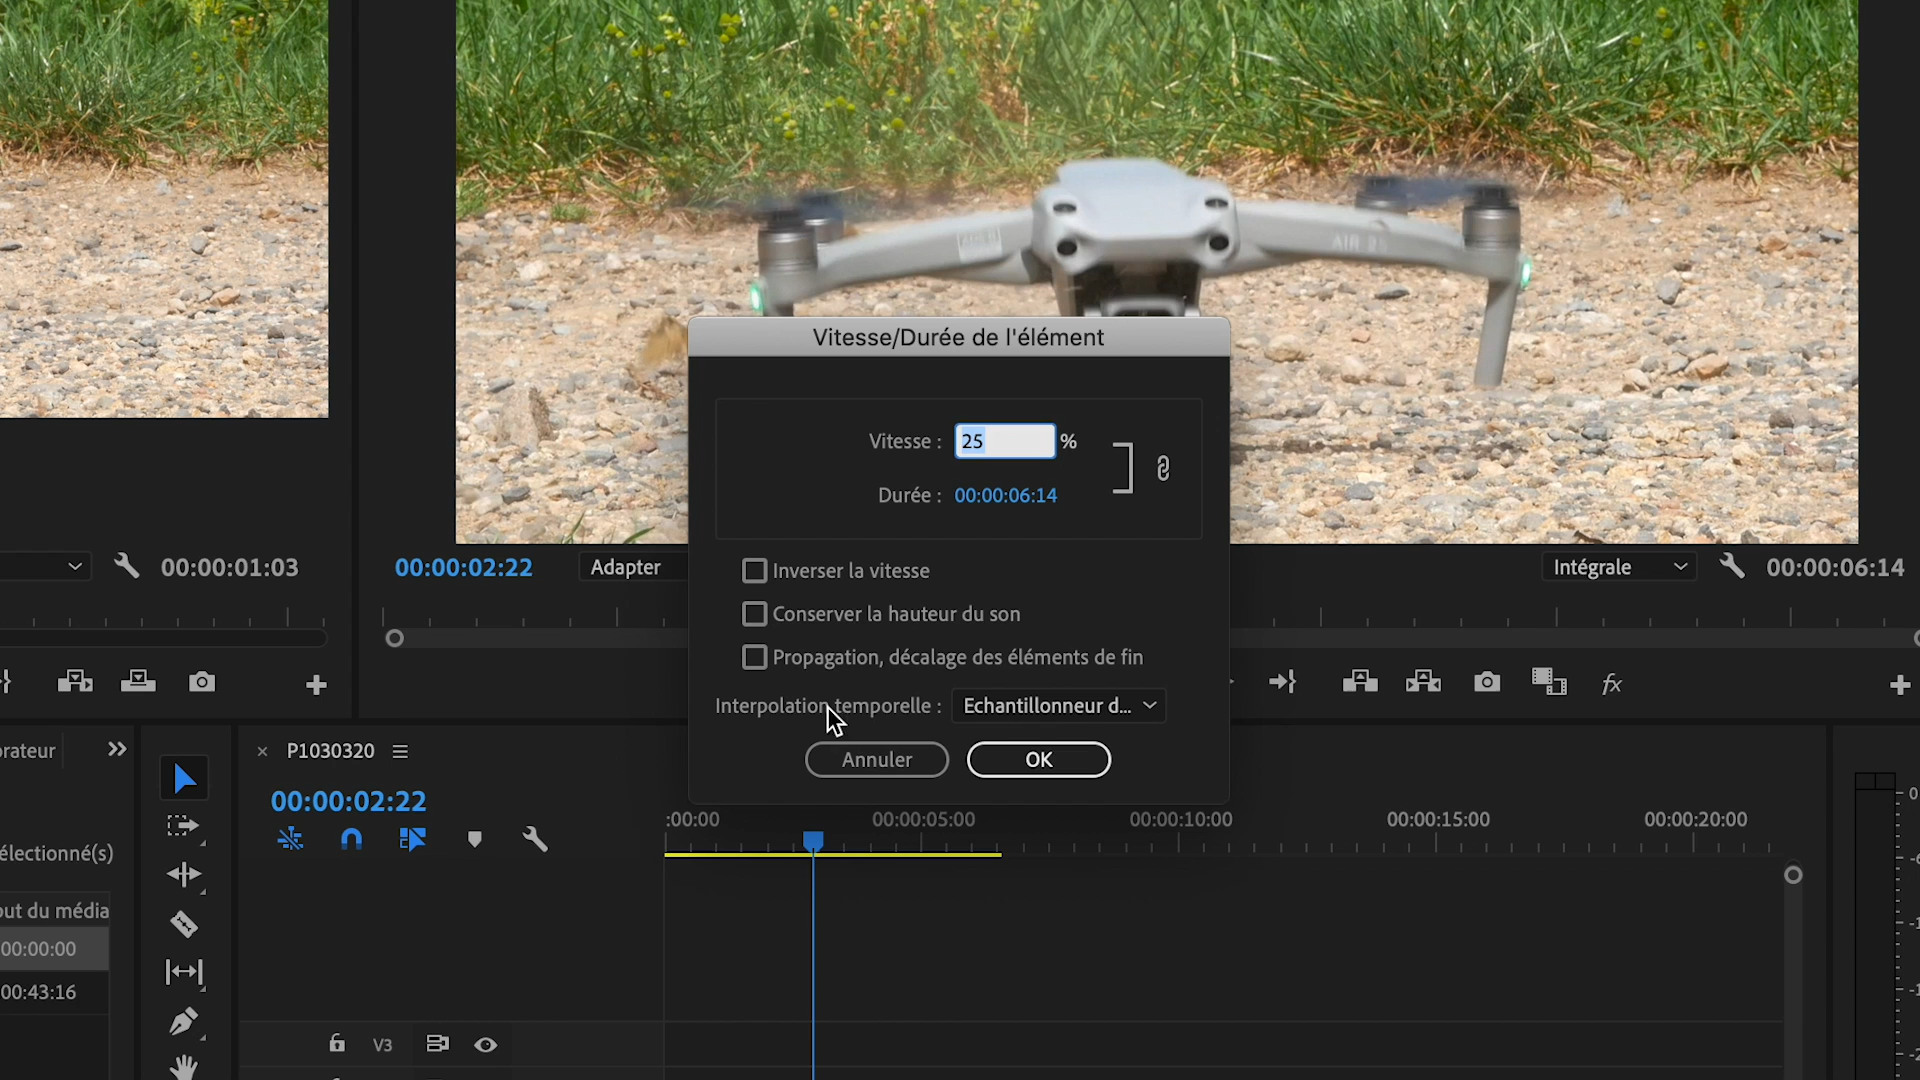 Vitesse/Durée de l'élément
Vitesse : 25 %
Durée : 00:00:06:14
Inverser la vitesse
Conserver la hauteur du son
Propagation, décalage des éléments de fin
Interpolation temporelle : Echantillonneur d...
Annuler OK
00:00:01:03
00:00:02:22 Adapter
Intégrale 00:00:06:14
fx
orateur
× P1030320
00:00:02:22
électionné(s)
out du média
00:00:00
00:43:16
:00:00 00:00:05:00 00:00:10:00 00:00:15:00 00:00:20:00
V3
0